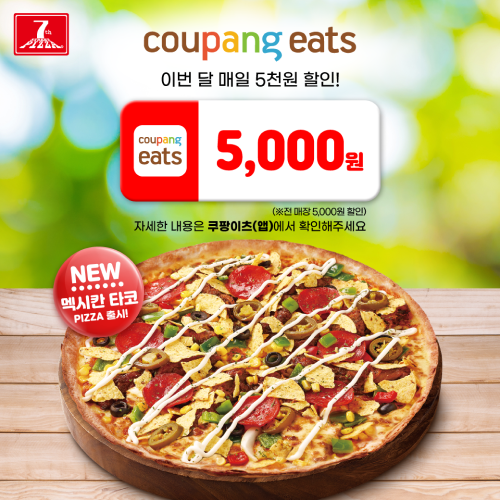 7th
coupang eats
이번 달 매일 5천원 할인!
coupang
eats
5,000원
(※전 매장 5,000원 할인)
자세한 내용은 쿠팡이츠(앱)에서 확인해주세요
NEW
멕시칸 타코
PIZZA 출시!